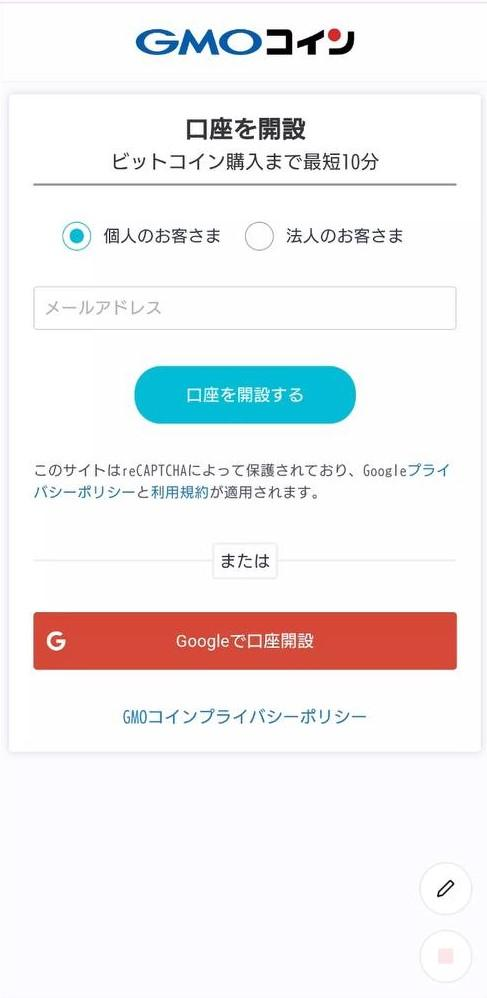 GMOコイン
口座を開設
ビットコイン購入まで最短10分
個人のお客さま 法人のお客さま
メールアドレス
口座を開設する
このサイトはreCAPTCHAによって保護されており、Googleプライ
バシーポリシーと利用規約が適用されます。
または
G Googleで口座開設
GMOコインプライバシーポリシー